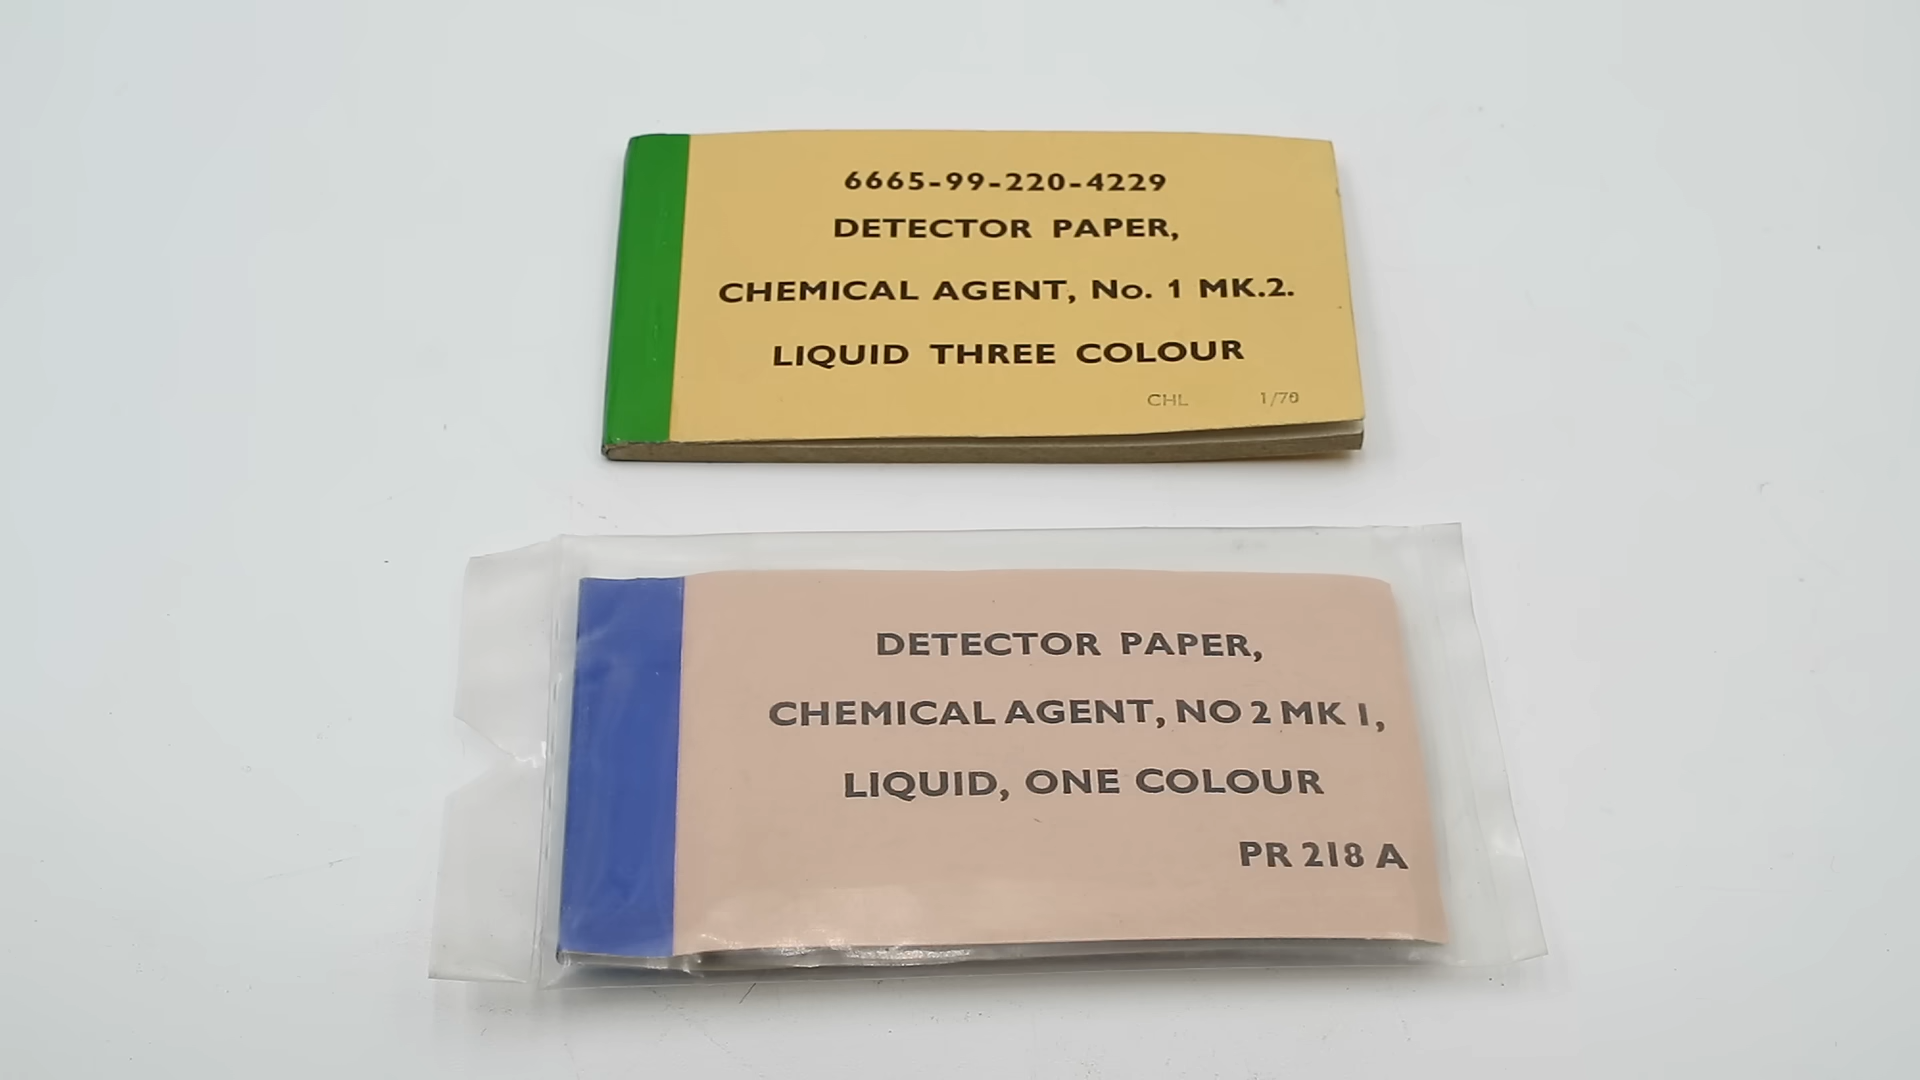 6665-99-220-4229
DETECTOR PAPER,
CHEMICAL AGENT, No. 1 MK.2.
LIQUID THREE COLOUR
CHL 1/70
DETECTOR PAPER,
CHEMICAL AGENT, NO 2 MK 1,
LIQUID, ONE COLOUR
PR 218 A